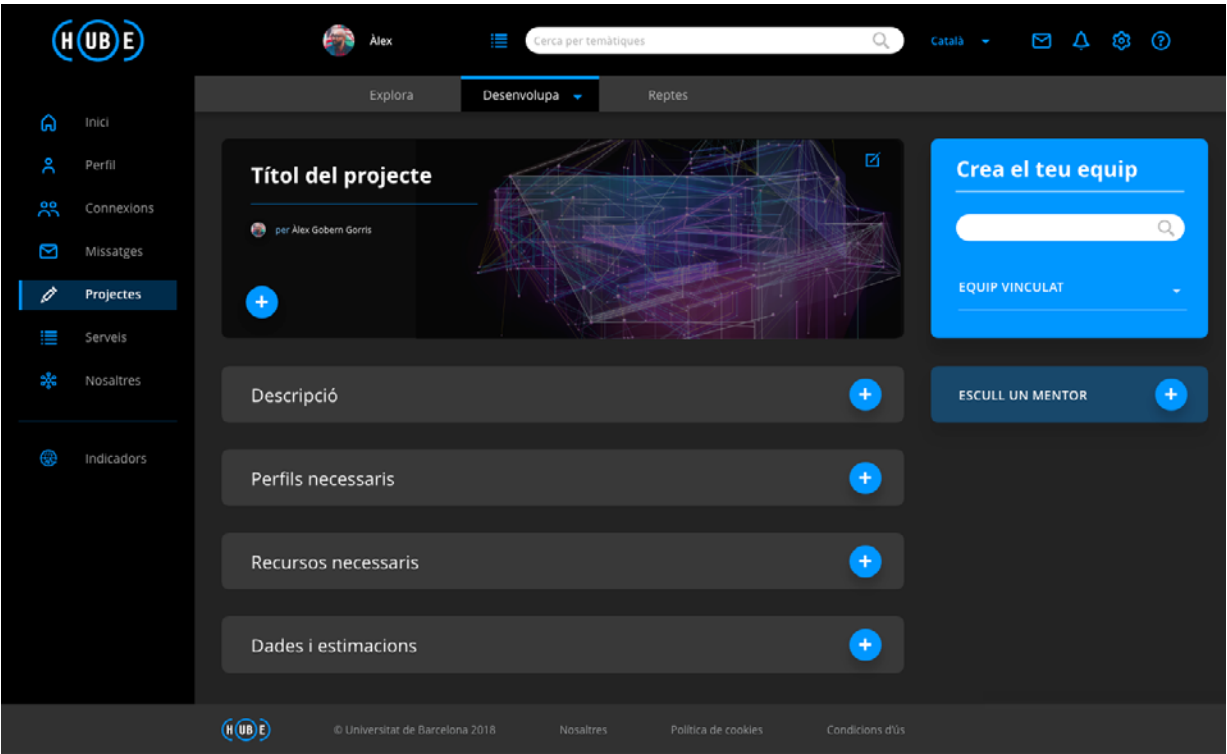 HUBE
Àlex
Cerca per temàtiques
Català
Explora
Desenvolupa
Reptes
Inici
Perfil
Connexions
Missatges
Projectes
Serveis
Nosaltres
Indicadors
Títol del projecte
per Àlex Gobern Gorris
Crea el teu equip
EQUIP VINCULAT
Descripció
ESCULL UN MENTOR
Perfils necessaris
Recursos necessaris
Dades i estimacions
HUBE
© Universitat de Barcelona 2018
Nosaltres
Política de cookies
Condicions d'ús